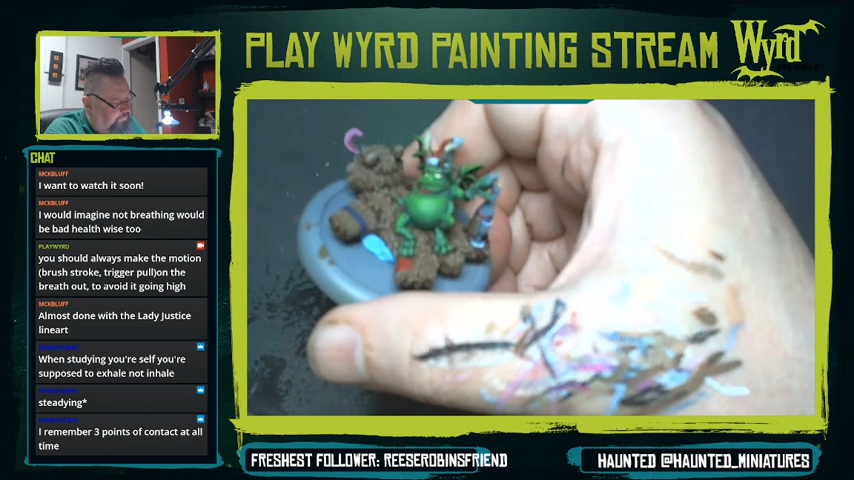 PLAY WYRD PAINTING STREAM
Wyrd
CHAT
MCKBLUFF
I want to watch it soon!
MCKBLUFF
I would imagine not breathing would
be bad health wise too
PLAYWYRD
you should always make the motion
(brush stroke, trigger pull)on the
breath out, to avoid it going high
MCKBLUFF
Almost done with the Lady Justice
lineart
When studying you're self you're
supposed to exhale not inhale
steadying*
I remember 3 points of contact at all
time
FRESHEST FOLLOWER: REESEROBINSFRIEND
HAUNTED @HAUNTED_MINIATURES